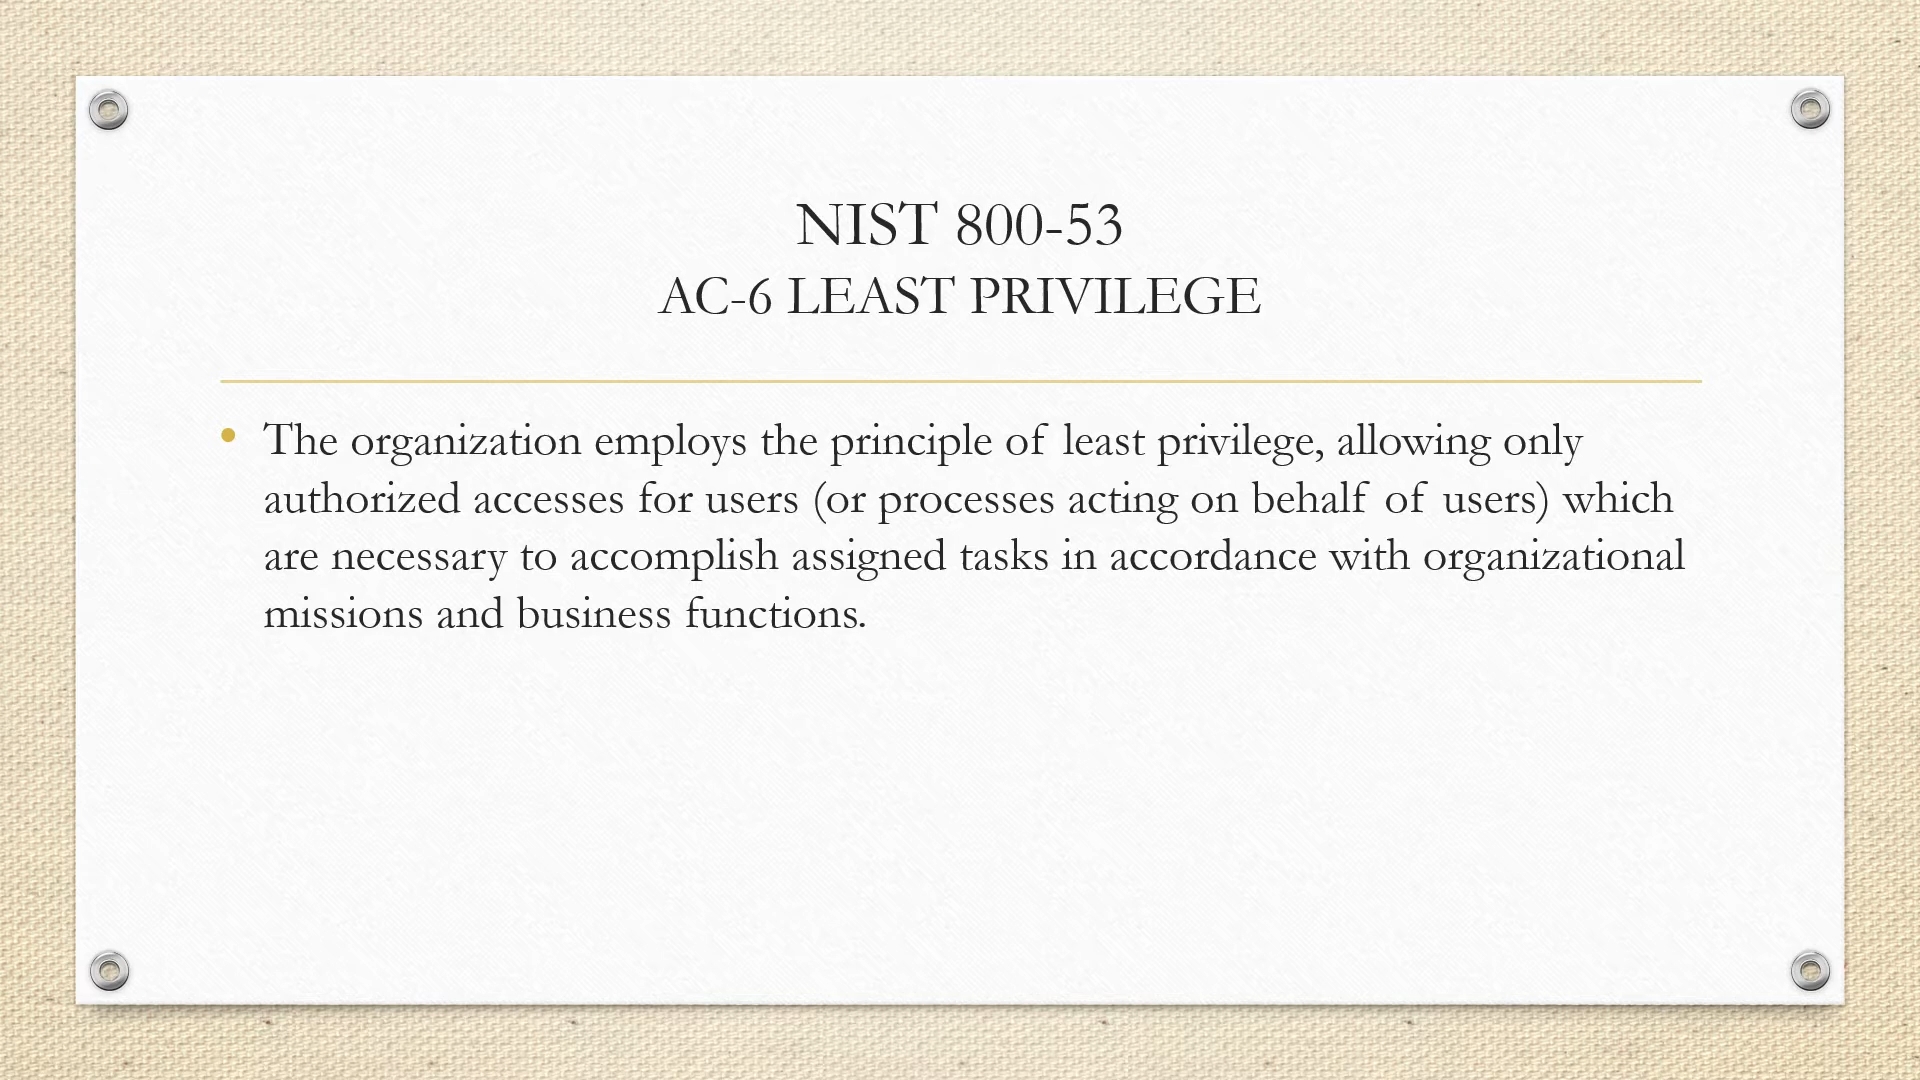 NIST 800-53
AC-6 LEAST PRIVILEGE
• The organization employs the principle of least privilege, allowing only
authorized accesses for users (or processes acting on behalf of users) which
are necessary to accomplish assigned tasks in accordance with organizational
missions and business functions.